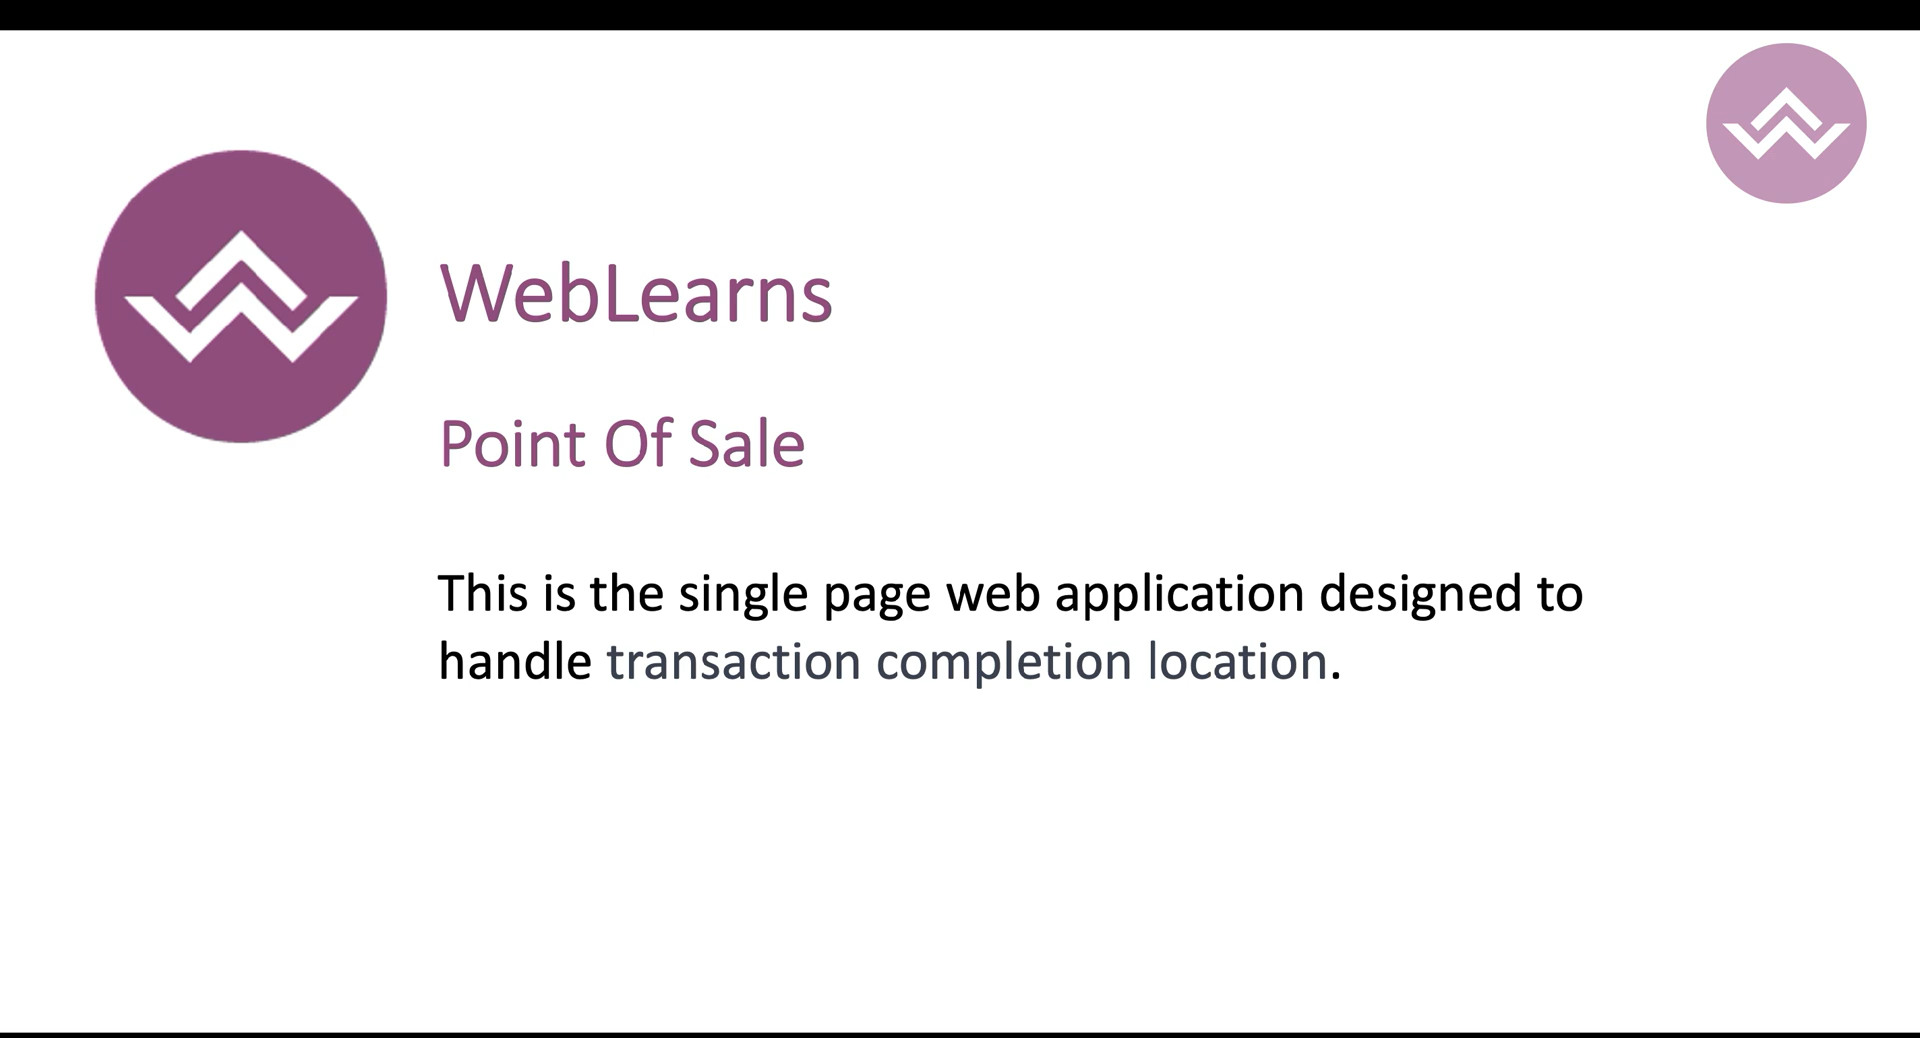 WebLearns
Point Of Sale
This is the single page web application designed to
handle transaction completion location.